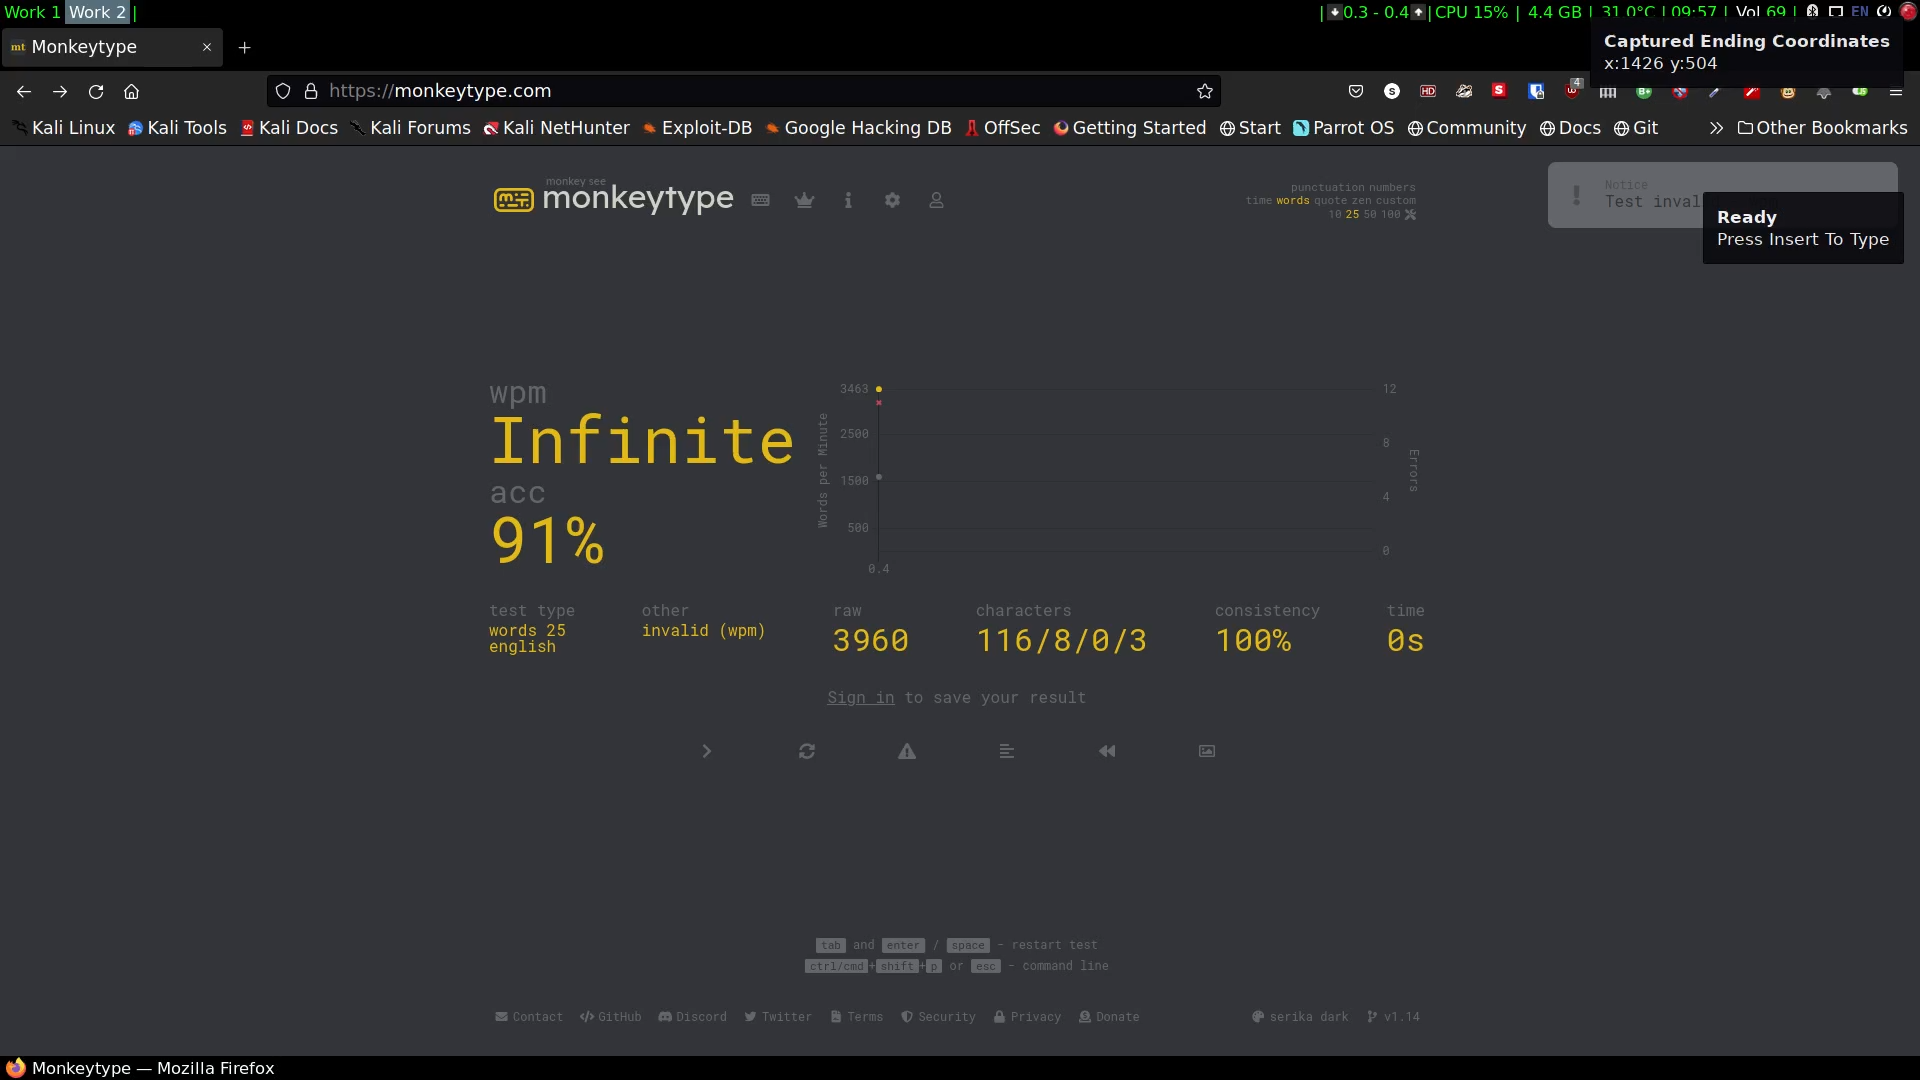 Work 1 Work 2 |
| 0.3 - 0.4 | CPU 15% | 4.4 GB | 31.0°C | 09:57 | Vol 69 | EN
mt Monkeytype
Captured Ending Coordinates
x:1426 y:504
https://monkeytype.com
S HD S 4
Kali Linux Kali Tools Kali Docs Kali Forums Kali NetHunter Exploit-DB Google Hacking DB OffSec Getting Started Start Parrot OS Community Docs Git Other Bookmarks
monkey see
monkeytype
punctuation numbers
time words quote zen custom
10 25 50 100
Notice
Test inval
Ready
Press Insert To Type
wpm
Infinite
acc
91%
Words per Minute
3463
2500
1500
500
0.4
12
8
4
0
Errors
test type
words 25
english
other
invalid (wpm)
raw
3960
characters
116/8/0/3
consistency
100%
time
0s
Sign in to save your result
tab and enter / space - restart test
ctrl/cmd+shift+p or esc - command line
Contact GitHub Discord Twitter Terms Security Privacy Donate serika dark v1.14
Monkeytype — Mozilla Firefox